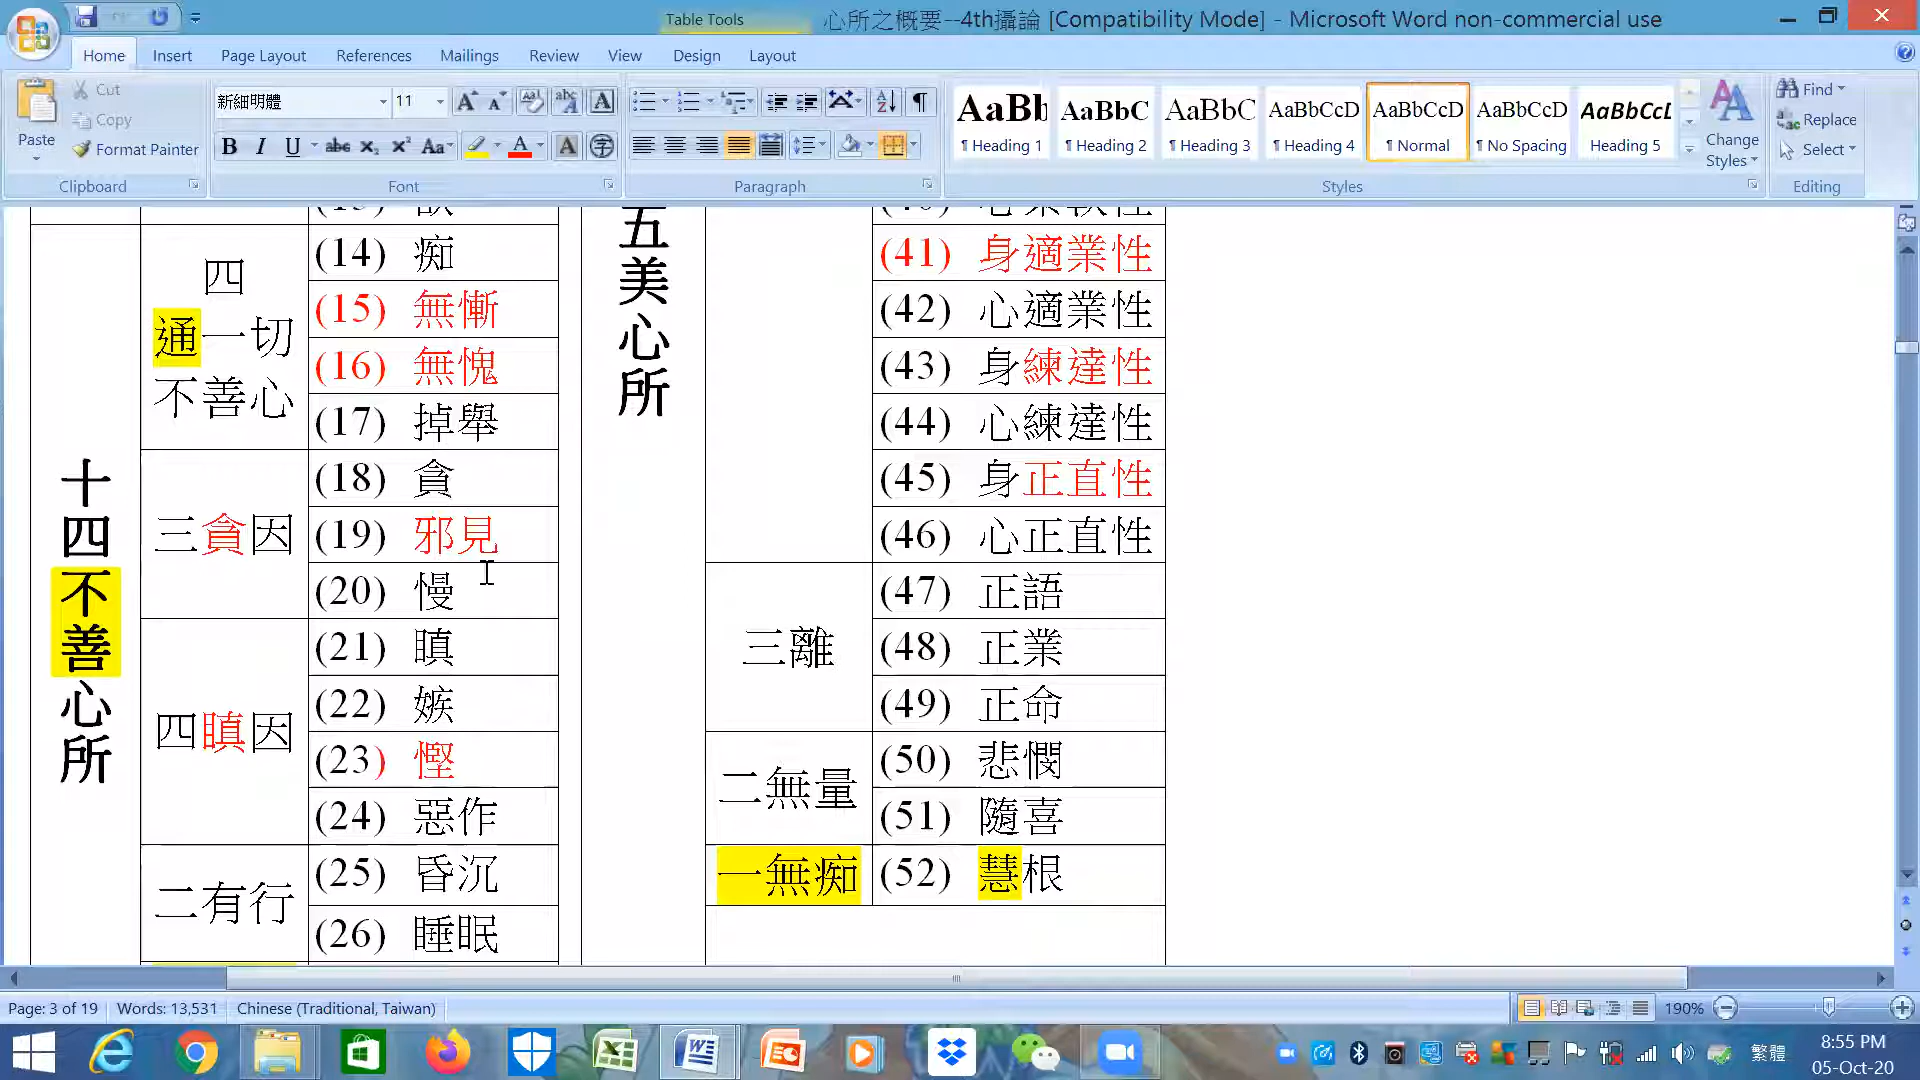 Table Tools
心所之概要--4th攝論 [Compatibility Mode] - Microsoft Word non-commercial use
Home Insert Page Layout References Mailings Review View Design Layout
Paste
Cut
Copy
Format Painter
Clipboard
新細明體 11
Font
Paragraph
AaBb AaBbC AaBbC AaBbCcD AaBbCcD AaBbCcD AaBbCcD
¶ Heading 1 ¶ Heading 2 ¶ Heading 3 ¶ Heading 4 ¶ Normal ¶ No Spacing Heading 5
Styles
Change
Styles
Find
Replace
Select
Editing
十四不善心所
四
通一切
不善心
(14) 痴
(15) 無慚
(16) 無愧
(17) 掉舉
三貪因
(18) 貪
(19) 邪見
(20) 慢
四瞋因
(21) 瞋
(22) 嫉
(23) 慳
(24) 惡作
二有行
(25) 昏沉
(26) 睡眠
五美心所
(41) 身適業性
(42) 心適業性
(43) 身練達性
(44) 心練達性
(45) 身正直性
(46) 心正直性
三離
(47) 正語
(48) 正業
(49) 正命
二無量
(50) 悲憫
(51) 隨喜
一無痴
(52) 慧根
Page: 3 of 19 Words: 13,531 Chinese (Traditional, Taiwan)
190%
繁體
8:55 PM
05-Oct-20